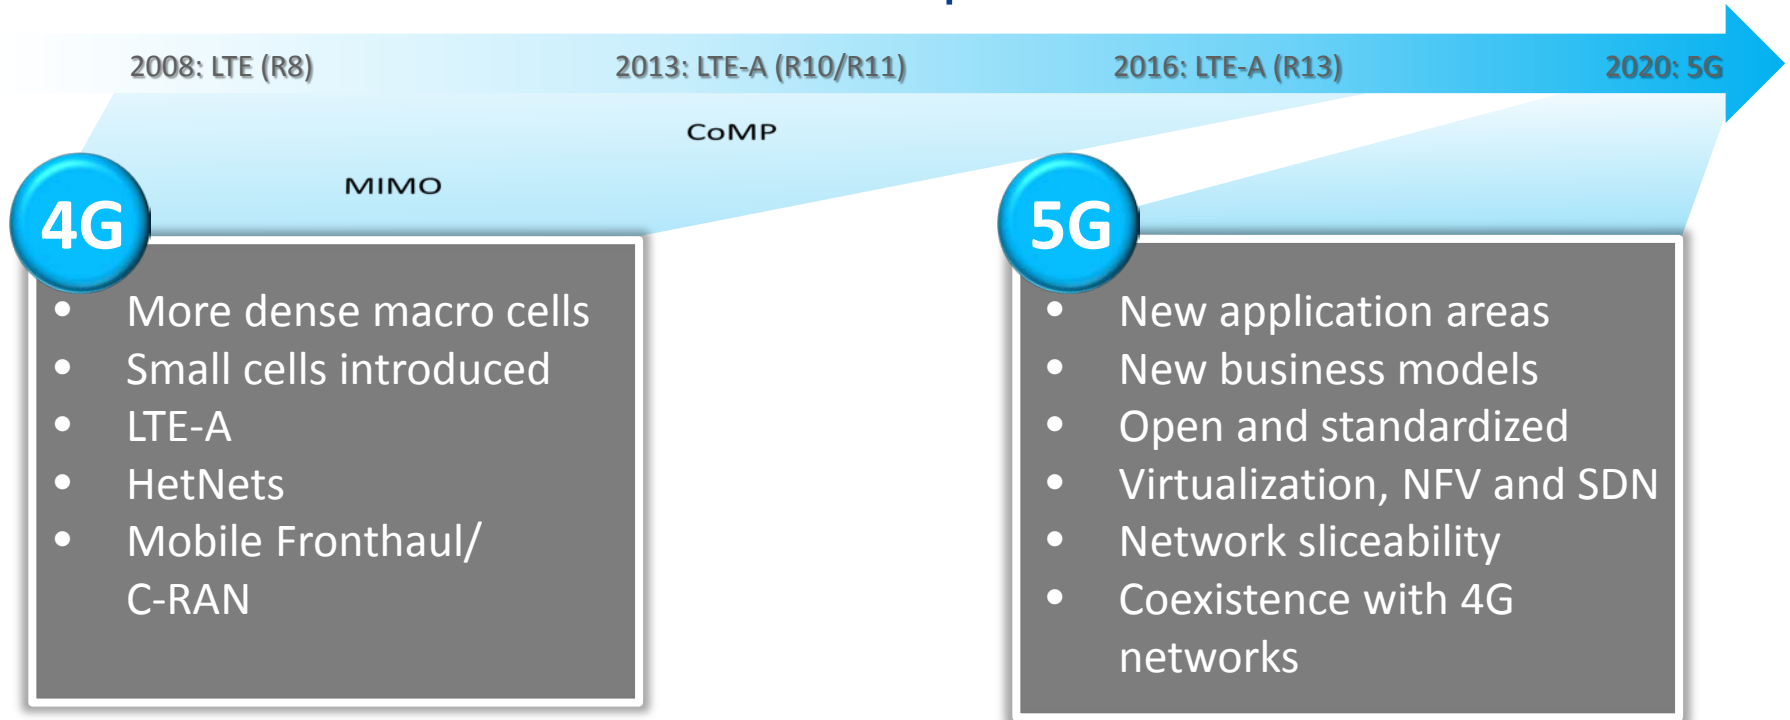 2008: LTE (R8)
2013: LTE-A (R10/R11)
2016: LTE-A (R13)
2020: 5G
CoMP
MIMO
4G
• More dense macro cells
• Small cells introduced
• LTE-A
• HetNets
• Mobile Fronthaul/
C-RAN
5G
• New application areas
• New business models
• Open and standardized
• Virtualization, NFV and SDN
• Network sliceability
• Coexistence with 4G
networks